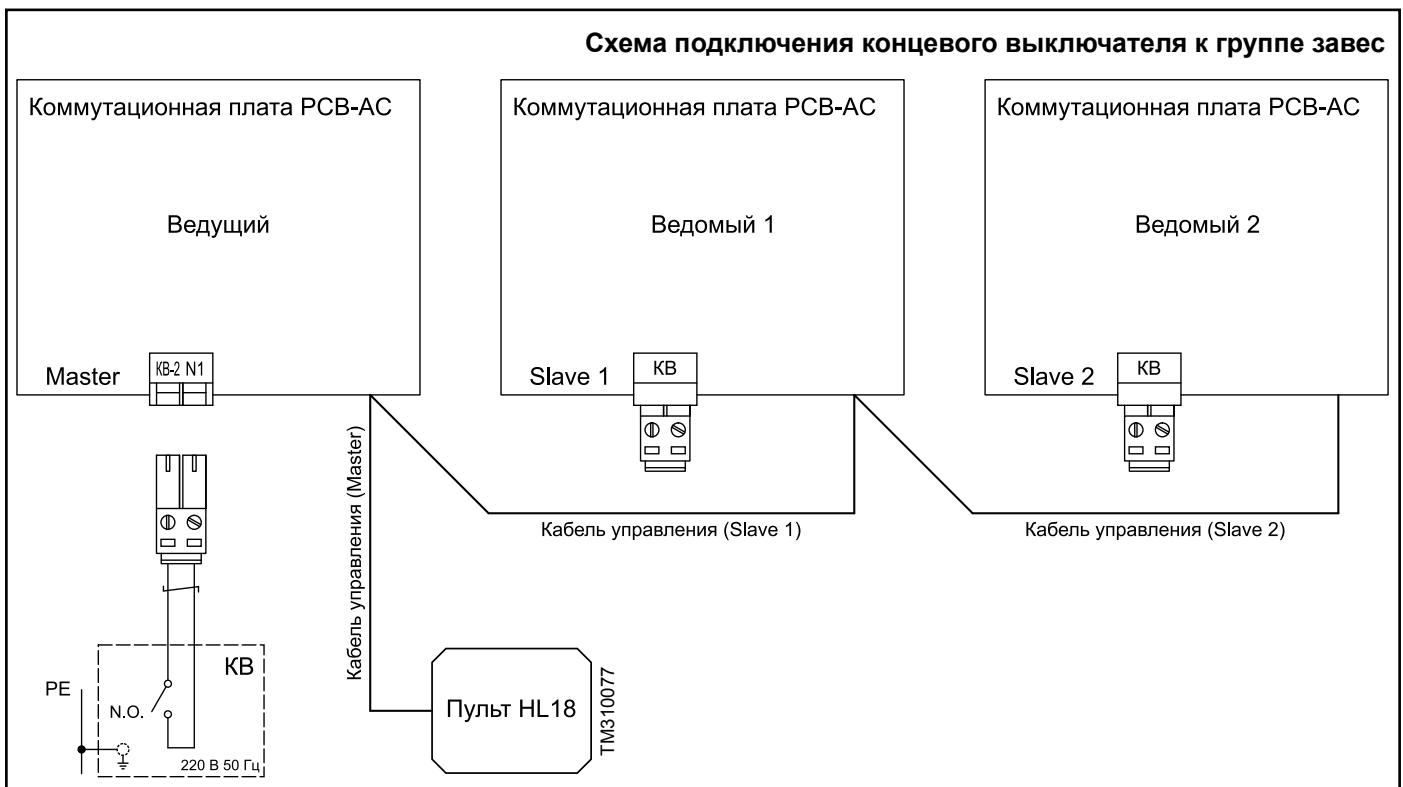 Схема подключения концевого выключателя к группе завес
Коммутационная плата PCB-AC
Ведущий
Master
КВ-2 N1
Коммутационная плата PCB-AC
Ведомый 1
Slave 1
КВ
Коммутационная плата PCB-AC
Ведомый 2
Slave 2
КВ
Кабель управления (Master)
Кабель управления (Slave 1)
Кабель управления (Slave 2)
PE
N.O.
КВ
220 В 50 Гц
Пульт HL18
TM310077